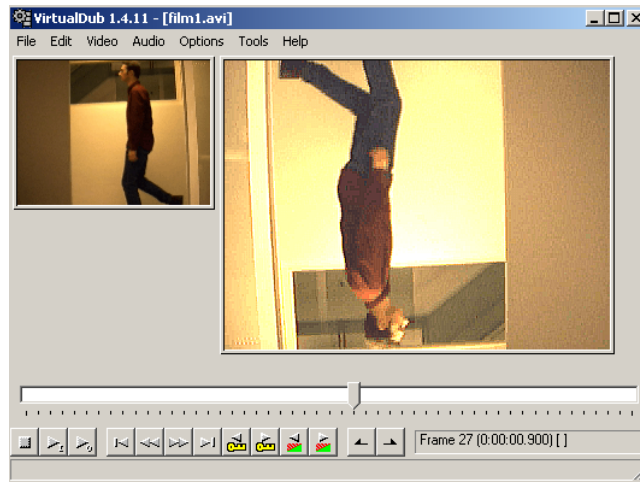 VirtualDub 1.4.11 - [film1.avi]
File Edit Video Audio Options Tools Help
Frame 27 (0:00:00.900) [ ]